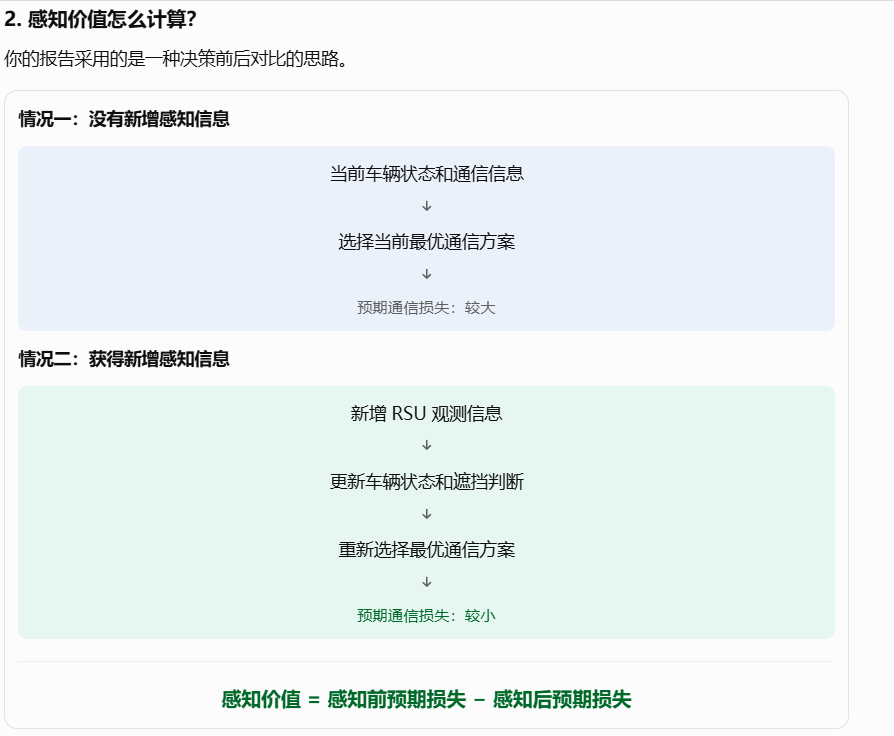 2. 感知价值怎么计算？
你的报告采用的是一种决策前后对比的思路。
情况一：没有新增感知信息
当前车辆状态和通信信息
↓
选择当前最优通信方案
↓
预期通信损失：较大
情况二：获得新增感知信息
新增 RSU 观测信息
↓
更新车辆状态和遮挡判断
↓
重新选择最优通信方案
↓
预期通信损失：较小
感知价值 = 感知前预期损失 − 感知后预期损失